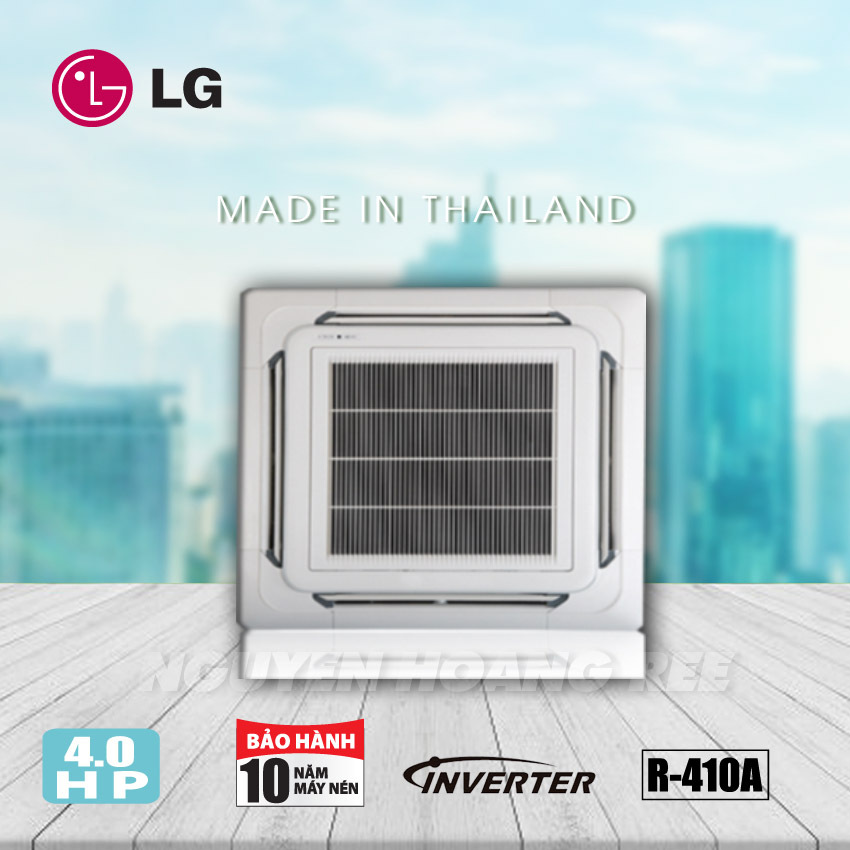 LG
MADE IN THAILAND
NGUYEN HOANG REE
4.0
HP
BẢO HÀNH
10 NĂM
MÁY NÉN
INVERTER
R-410A